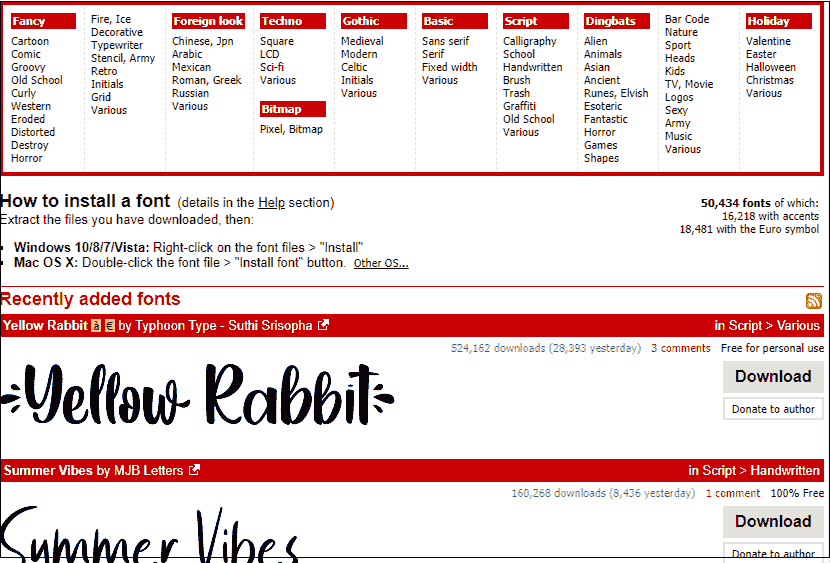 Fancy
Cartoon
Comic
Groovy
Old School
Curly
Western
Eroded
Distorted
Destroy
Horror
Fire, Ice
Decorative
Typewriter
Stencil, Army
Retro
Initials
Grid
Various
Foreign look
Chinese, Jpn
Arabic
Mexican
Roman, Greek
Russian
Various
Techno
Square
LCD
Sci-fi
Various
Bitmap
Pixel, Bitmap
Gothic
Medieval
Modern
Celtic
Initials
Various
Basic
Sans serif
Serif
Fixed width
Various
Script
Calligraphy
School
Handwritten
Brush
Trash
Graffiti
Old School
Various
Dingbats
Alien
Animals
Asian
Ancient
Runes, Elvish
Esoteric
Fantastic
Horror
Games
Shapes
Bar Code
Nature
Sport
Heads
Kids
TV, Movie
Logos
Sexy
Army
Music
Various
Holiday
Valentine
Easter
Halloween
Christmas
Various
How to install a font (details in the Help section)
Extract the files you have downloaded, then:
Windows 10/8/7/Vista: Right-click on the font files > "Install"
Mac OS X: Double-click the font file > "Install font" button. Other OS...
50,434 fonts of which:
16,218 with accents
18,481 with the Euro symbol
Recently added fonts
Yellow Rabbit à € by Typhoon Type - Suthi Srisopha in Script > Various
524,162 downloads (28,393 yesterday) 3 comments Free for personal use
Yellow Rabbit
Download
Donate to author
Summer Vibes by MJB Letters in Script > Handwritten
160,268 downloads (8,436 yesterday) 1 comment 100% Free
Summer Vibes
Download
Donate to author